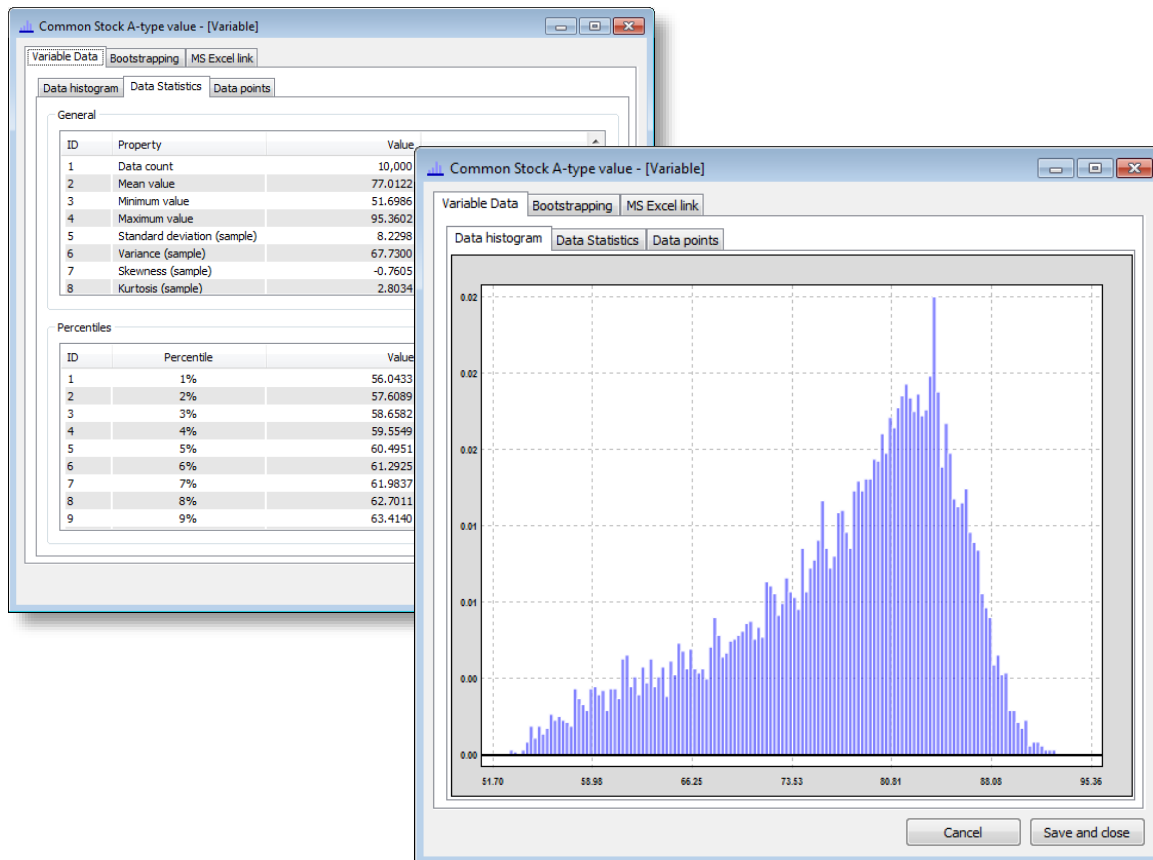 Common Stock A-type value - [Variable]
Variable Data Bootstrapping MS Excel link
Data histogram Data Statistics Data points
General
ID Property Value
1 Data count 10,000
2 Mean value 77.0122
3 Minimum value 51.6986
4 Maximum value 95.3602
5 Standard deviation (sample) 8.2298
6 Variance (sample) 67.7300
7 Skewness (sample) -0.7605
8 Kurtosis (sample) 2.8034
Percentiles
ID Percentile Value
1 1% 56.0433
2 2% 57.6089
3 3% 58.6582
4 4% 59.5549
5 5% 60.4951
6 6% 61.2925
7 7% 61.9837
8 8% 62.7011
9 9% 63.4140
Common Stock A-type value - [Variable]
Variable Data Bootstrapping MS Excel link
Data histogram Data Statistics Data points
0.02
0.02
0.02
0.01
0.01
0.00
0.00
51.70 58.98 66.25 73.53 80.81 88.08 95.36
Cancel Save and close